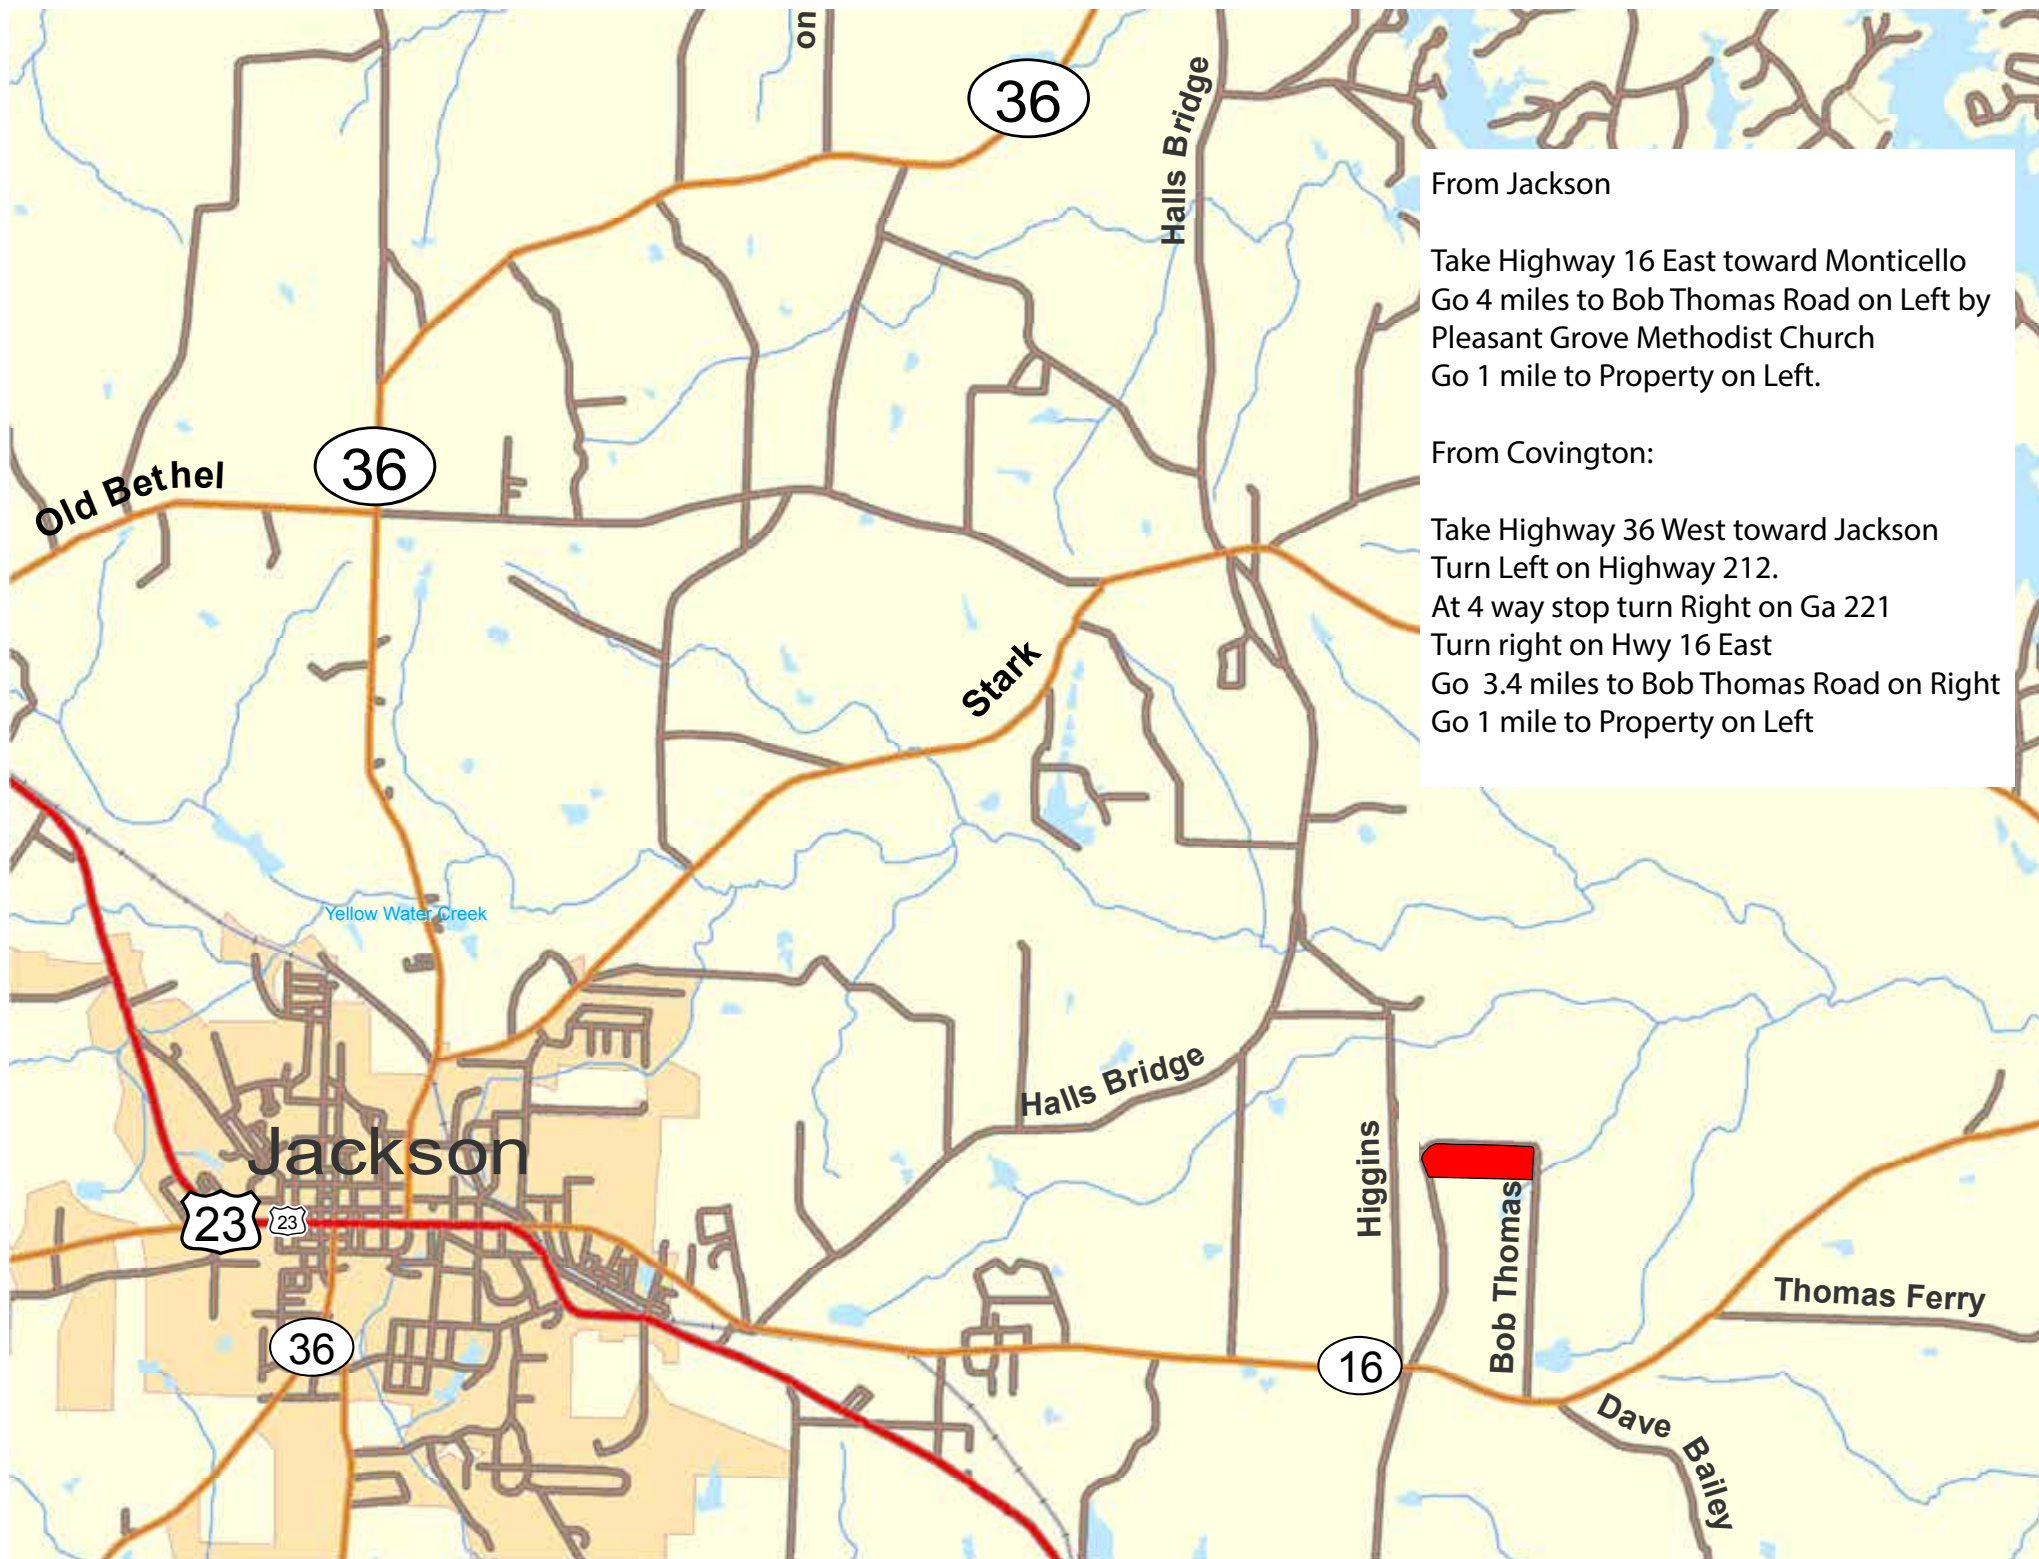 on
36
Halls Bridge
From Jackson
Take Highway 16 East toward Monticello
Go 4 miles to Bob Thomas Road on Left by
Pleasant Grove Methodist Church
Go 1 mile to Property on Left.
From Covington:
Take Highway 36 West toward Jackson
Turn Left on Highway 212.
At 4 way stop turn Right on Ga 221
Turn right on Hwy 16 East
Go 3.4 miles to Bob Thomas Road on Right
Go 1 mile to Property on Left
Old Bethel
36
Stark
Yellow Water Creek
Halls Bridge
Jackson
Higgins
Bob Thomas
23
23
Thomas Ferry
36
16
Dave Bailey